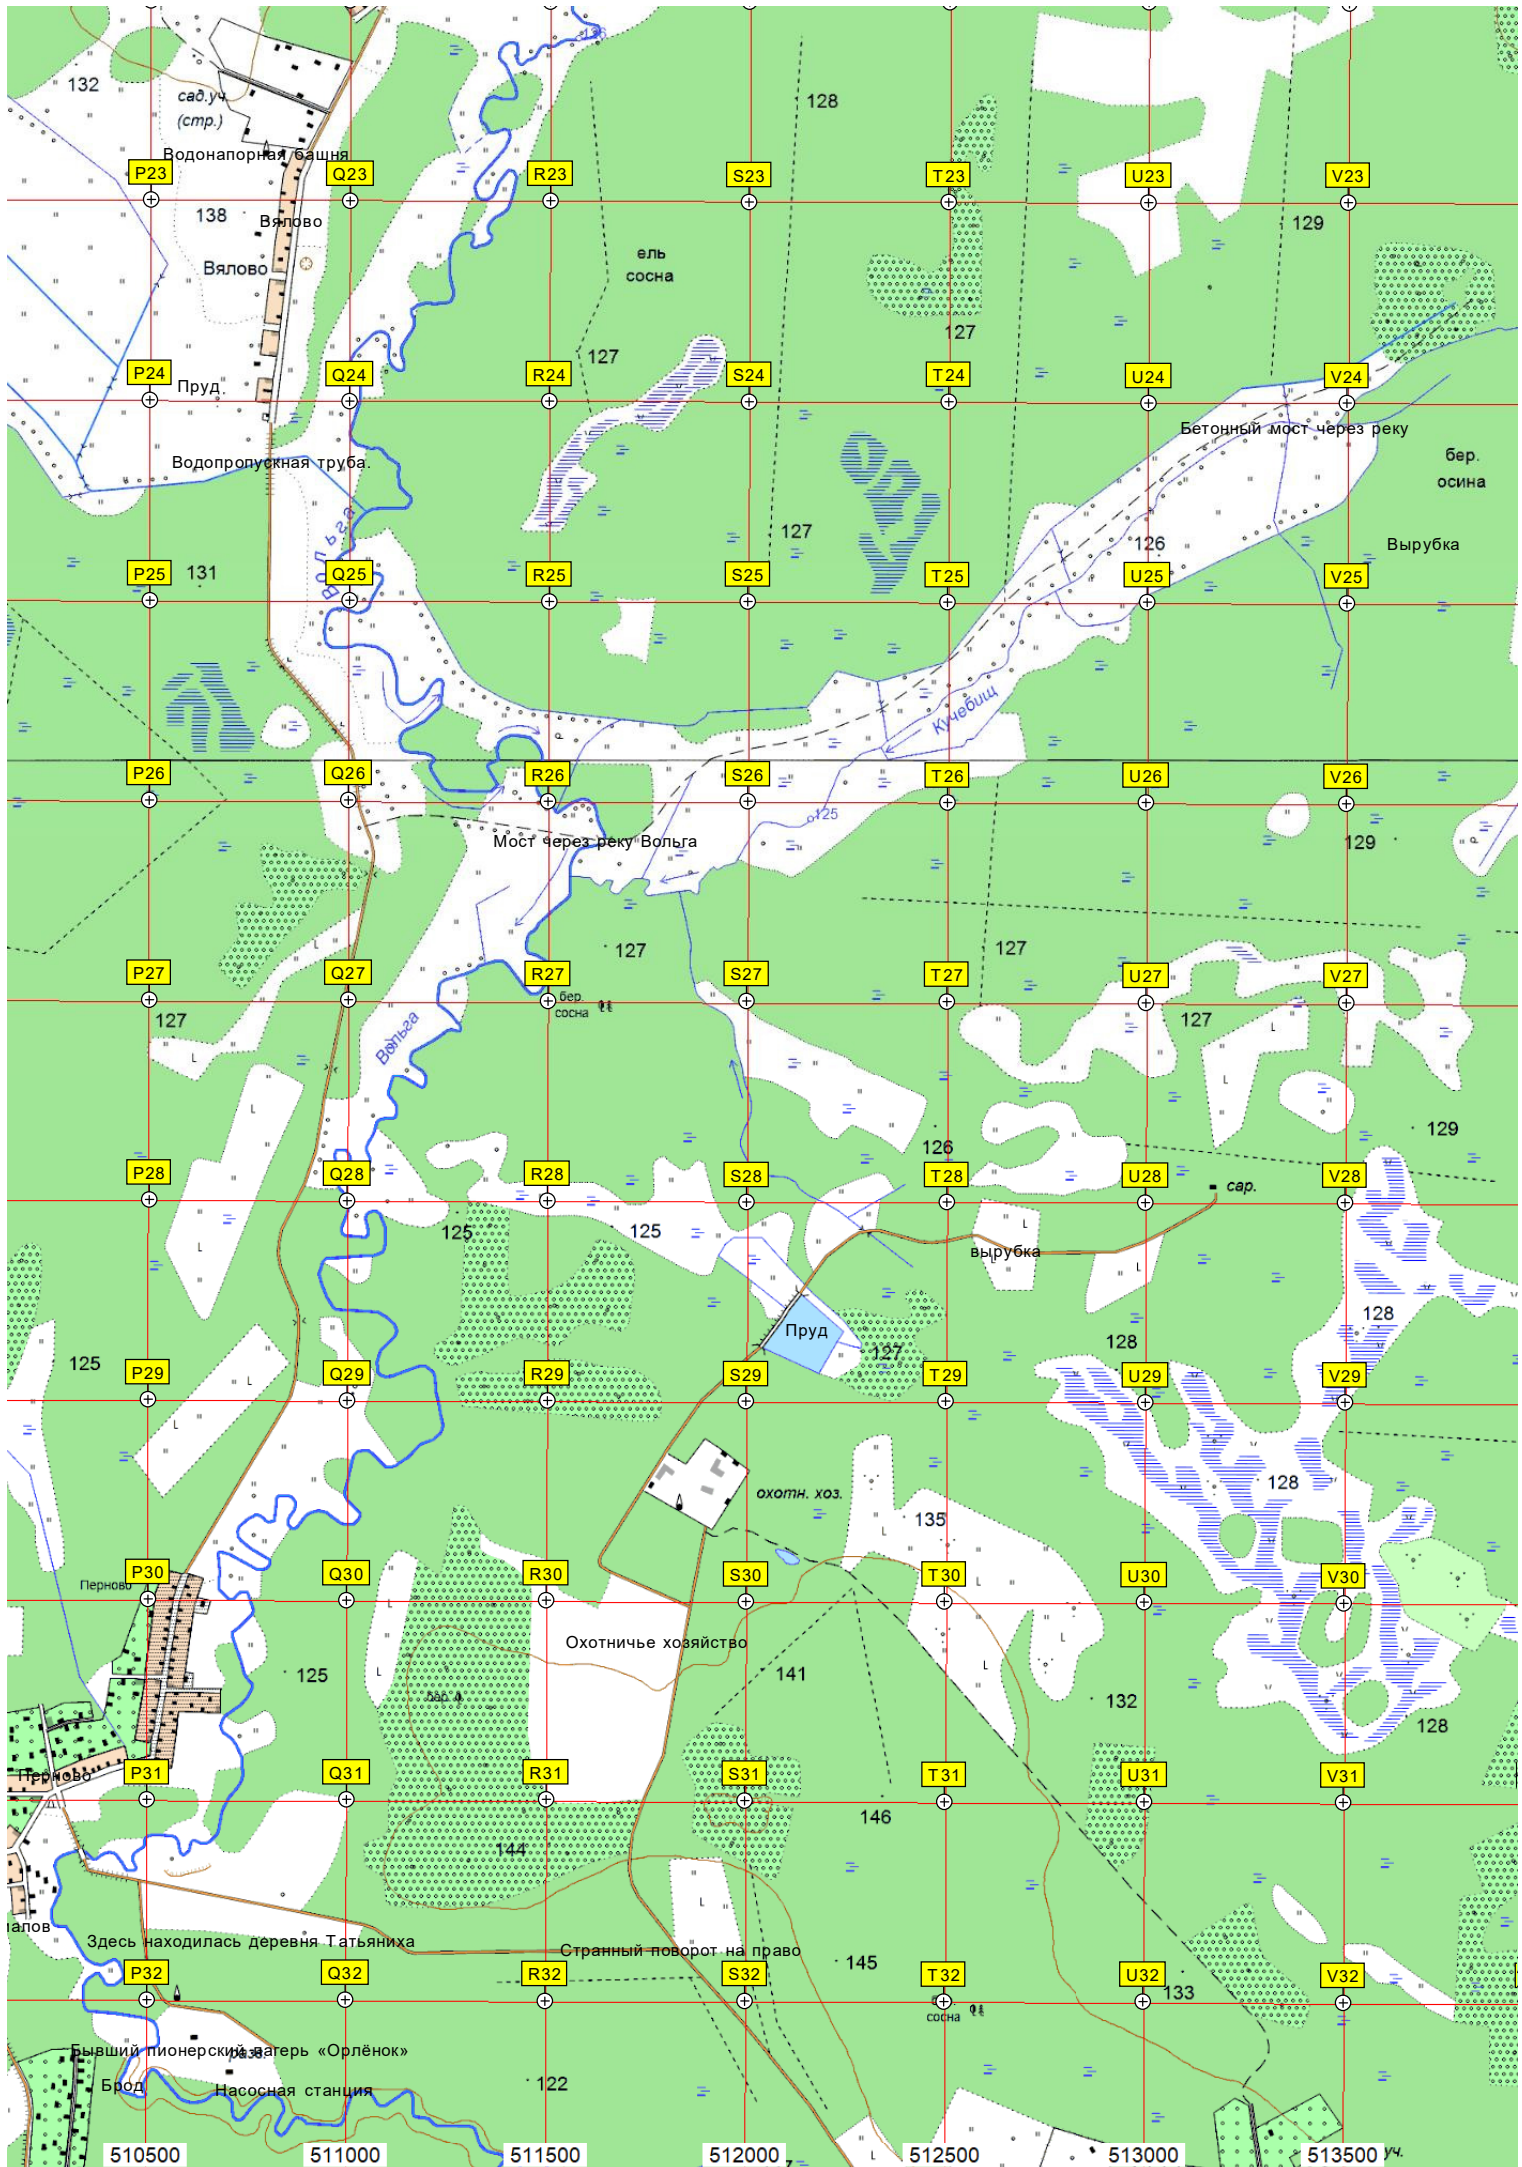 126
132
128
сад.уч.
(стр.)
Водонапорная башня
P23
Q23
R23
S23
T23
U23
V23
138
Вялово
129
ель
сосна
Вялово
127
127
P24
Q24
R24
S24
T24
U24
V24
Пруд.
Бетонный мост через реку
Водопропускная труба.
бер.
осина
Вольга
127
126
Вырубка
P25
131
Q25
R25
S25
T25
U25
V25
Кучебищ
P26
Q26
R26
S26
T26
U26
V26
125
Мост через реку Вольга
129
127
127
P27
Q27
R27
S27
T27
U27
V27
бер.
сосна
127
Вольга
127
126
129
P28
Q28
R28
S28
T28
U28
V28
сар.
125
125
вырубка
128
Пруд
125
127
128
P29
Q29
R29
S29
T29
U29
V29
охотн. хоз.
128
135
P30
Q30
R30
S30
T30
U30
V30
Перново
Охотничье хозяйство
125
141
132
128
P31
Q31
R31
S31
T31
U31
V31
Перново
146
144
Здесь находилась деревня Татьяниха
Странный поворот на право
145
P32
Q32
R32
S32
T32
U32
V32
133
сосна
Бывший пионерский лагерь «Орлёнок»
Брод
Насосная станция
122
510500
511000
511500
512000
512500
513000
513500
уч.